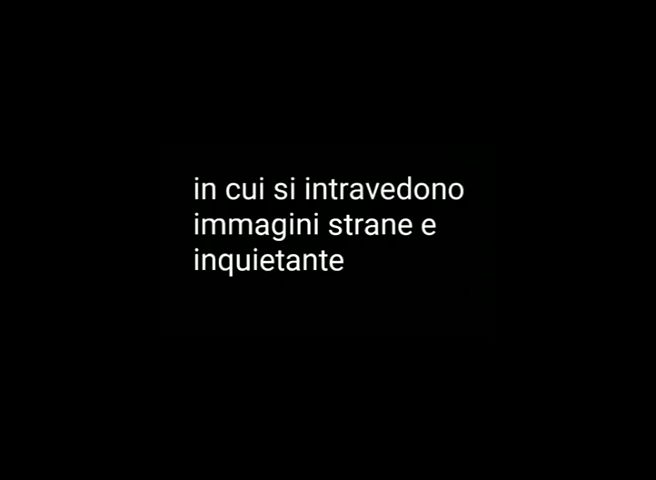 in cui si intravedono
immagini strane e
inquietante